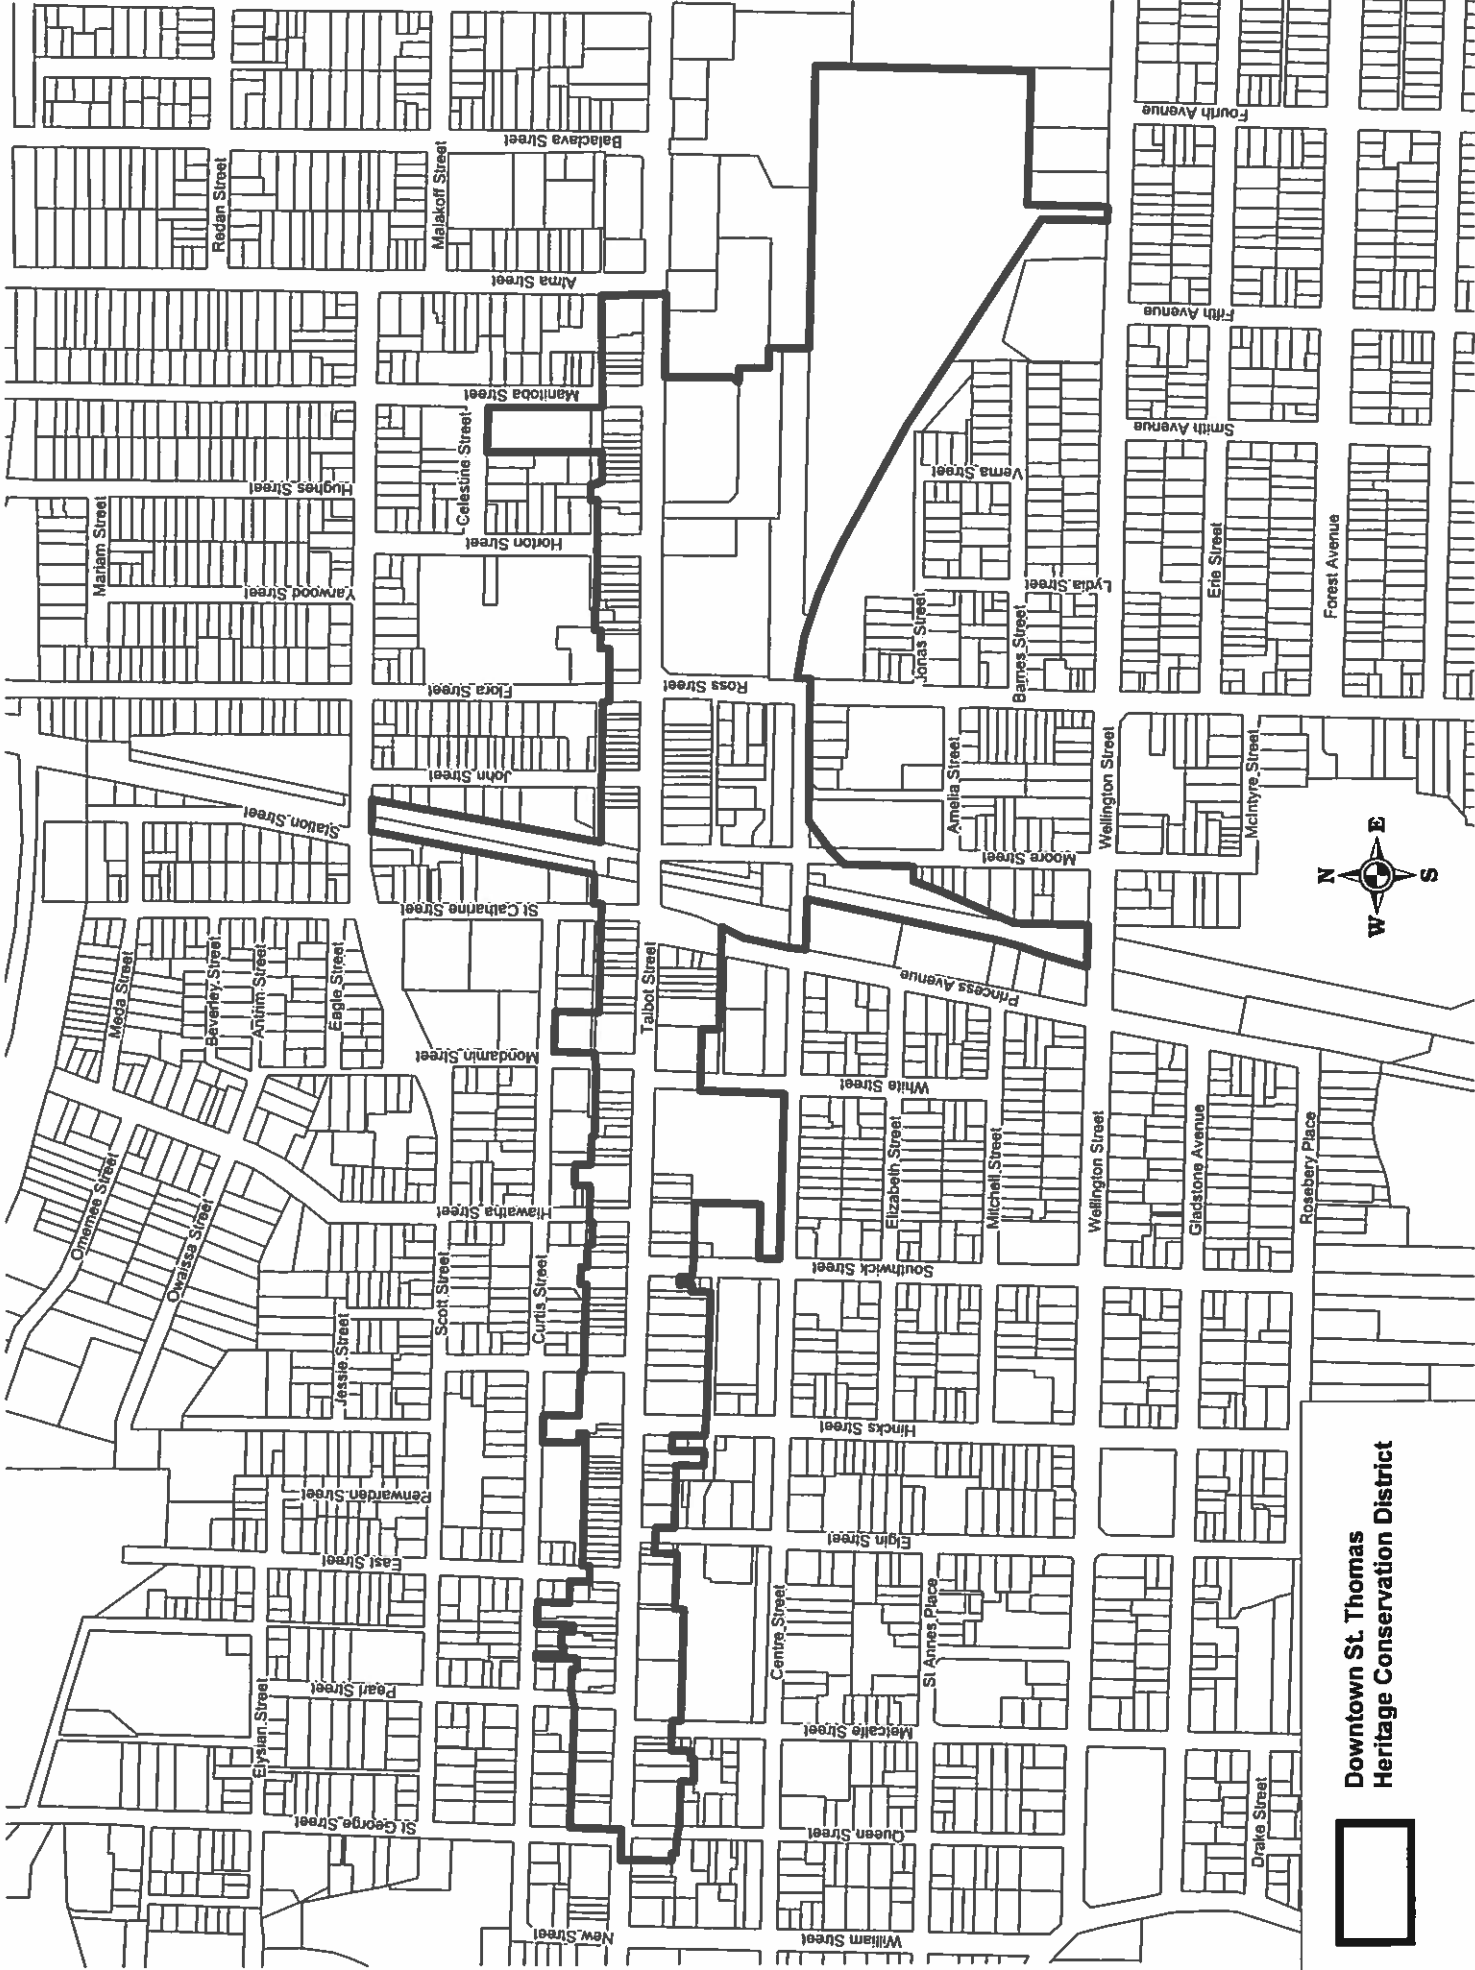 Balaclava Street
Redan Street
Malakoff Street
Alma Street
Manitoba Street
Celestine Street
Hughes Street
Horton Street
Mariam Street
Yarwood Street
Flora Street
John Street
Station Street
St Catharine Street
Talbot Street
Ross Street
Fourth Avenue
Fifth Avenue
Smith Avenue
Verna Street
Lydia Street
Erie Street
Forest Avenue
Jonas Street
Barnes Street
Amelia Street
Wellington Street
McIntyre Street
Moore Street
Princess Avenue
Meda Street
Beverley Street
Antrim Street
Eagle Street
Mondamin Street
White Street
Omemee Street
Owaissa Street
Hiawatha Street
Scott Street
Curtis Street
Jessie Street
Elizabeth Street
Mitchell Street
Wellington Street
Gladstone Avenue
Rosebery Place
Southwick Street
Hincks Street
Penwarden Street
East Street
Elgin Street
Centre Street
St Annes Place
Pearl Street
Elysian Street
Metcalfe Street
St George Street
Queen Street
Drake Street
New Street
William Street
N
W
E
S
Downtown St. Thomas
Heritage Conservation District